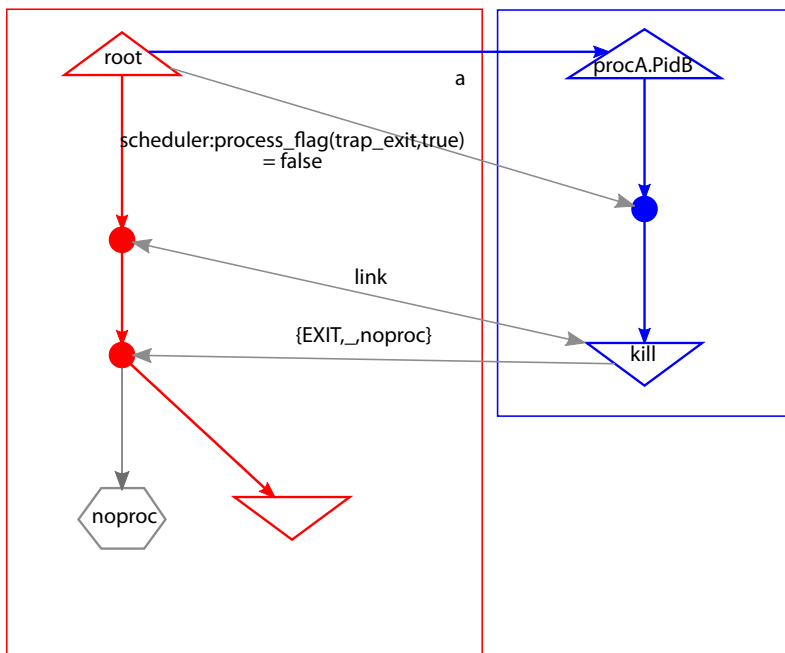 root
procA.PidB
a
scheduler:process_flag(trap_exit,true)
= false
link
{EXIT,_,noproc}
kill
noproc